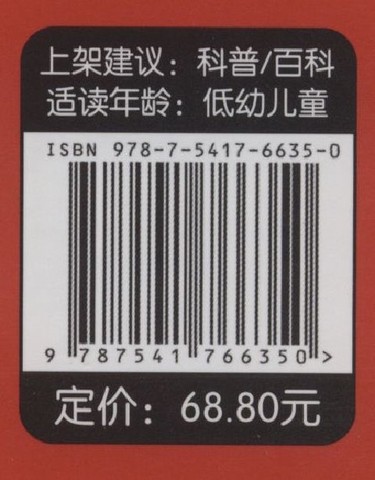 上架建议：科普/百科
适读年龄：低幼儿童
ISBN 978-7-5417-6635-0
9 787541 766350 >
定价：68.80元